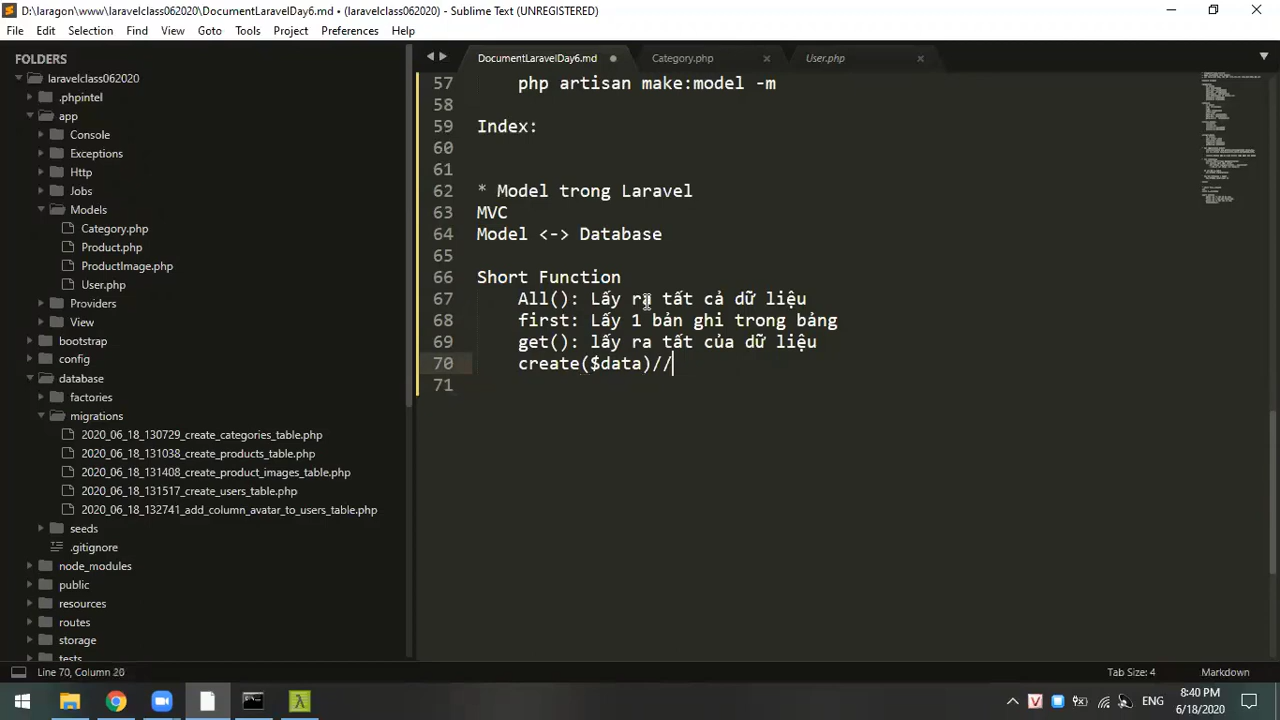 D:\laragon\www\laravelclass062020\DocumentLaravelDay6.md • (laravelclass062020) - Sublime Text (UNREGISTERED)
File Edit Selection Find View Goto Tools Project Preferences Help
FOLDERS
laravelclass062020
.phpintel
app
Console
Exceptions
Http
Jobs
Models
Category.php
Product.php
ProductImage.php
User.php
Providers
View
bootstrap
config
database
factories
migrations
2020_06_18_130729_create_categories_table.php
2020_06_18_131038_create_products_table.php
2020_06_18_131408_create_product_images_table.php
2020_06_18_131517_create_users_table.php
2020_06_18_132741_add_column_avatar_to_users_table.php
seeds
.gitignore
node_modules
public
resources
routes
storage
tests
DocumentLaravelDay6.md Category.php User.php
57 php artisan make:model -m
58
59 Index:
60
61
62 * Model trong Laravel
63 MVC
64 Model <-> Database
65
66 Short Function
67 All(): Lấy ra tất cả dữ liệu
68 first: Lấy 1 bản ghi trong bảng
69 get(): lấy ra tất của dữ liệu
70 create($data)//
71
Line 70, Column 20 Tab Size: 4 Markdown
ENG 8:40 PM
6/18/2020